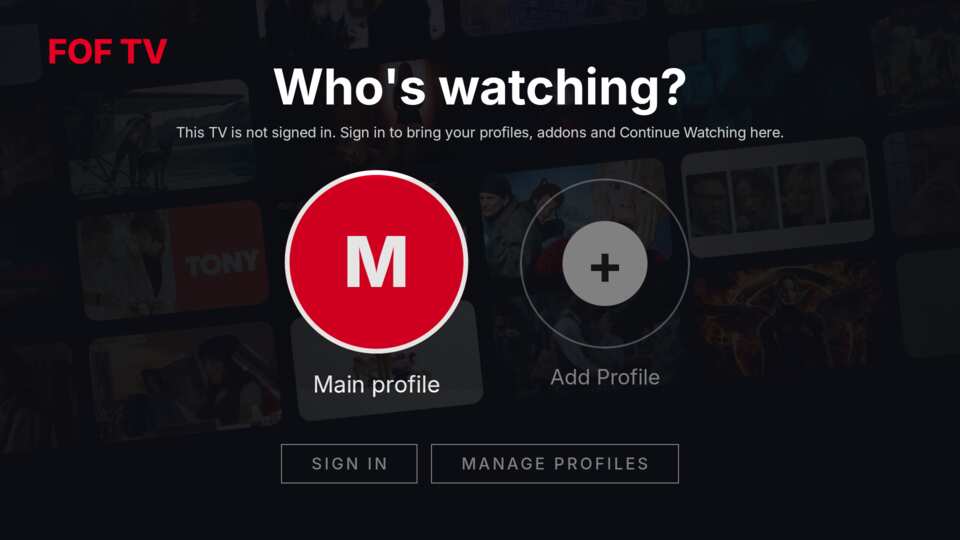 FOF TV
Who's watching?
This TV is not signed in. Sign in to bring your profiles, addons and Continue Watching here.
TONY
M
+
Main profile
Add Profile
SIGN IN
MANAGE PROFILES